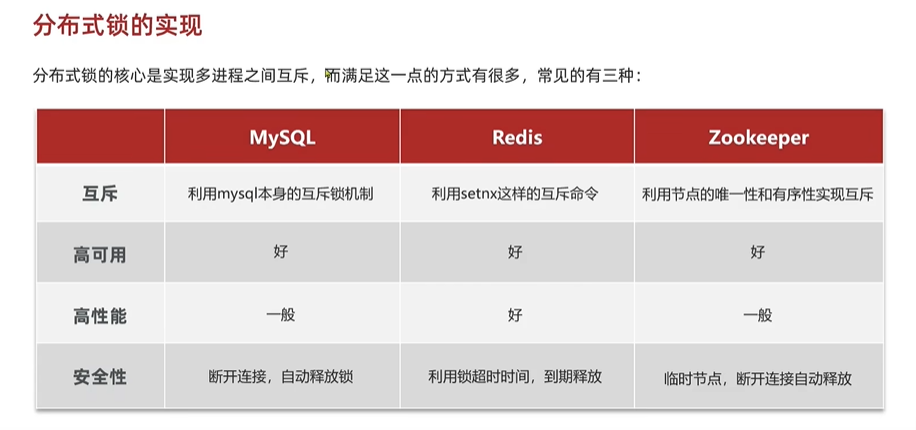 分布式锁的实现
分布式锁的核心是实现多进程之间互斥，而满足这一点的方式有很多，常见的有三种：
MySQL Redis Zookeeper
互斥 利用mysql本身的互斥锁机制 利用setnx这样的互斥命令 利用节点的唯一性和有序性实现互斥
高可用 好 好 好
高性能 一般 好 一般
安全性 断开连接，自动释放锁 利用锁超时时间，到期释放 临时节点，断开连接自动释放